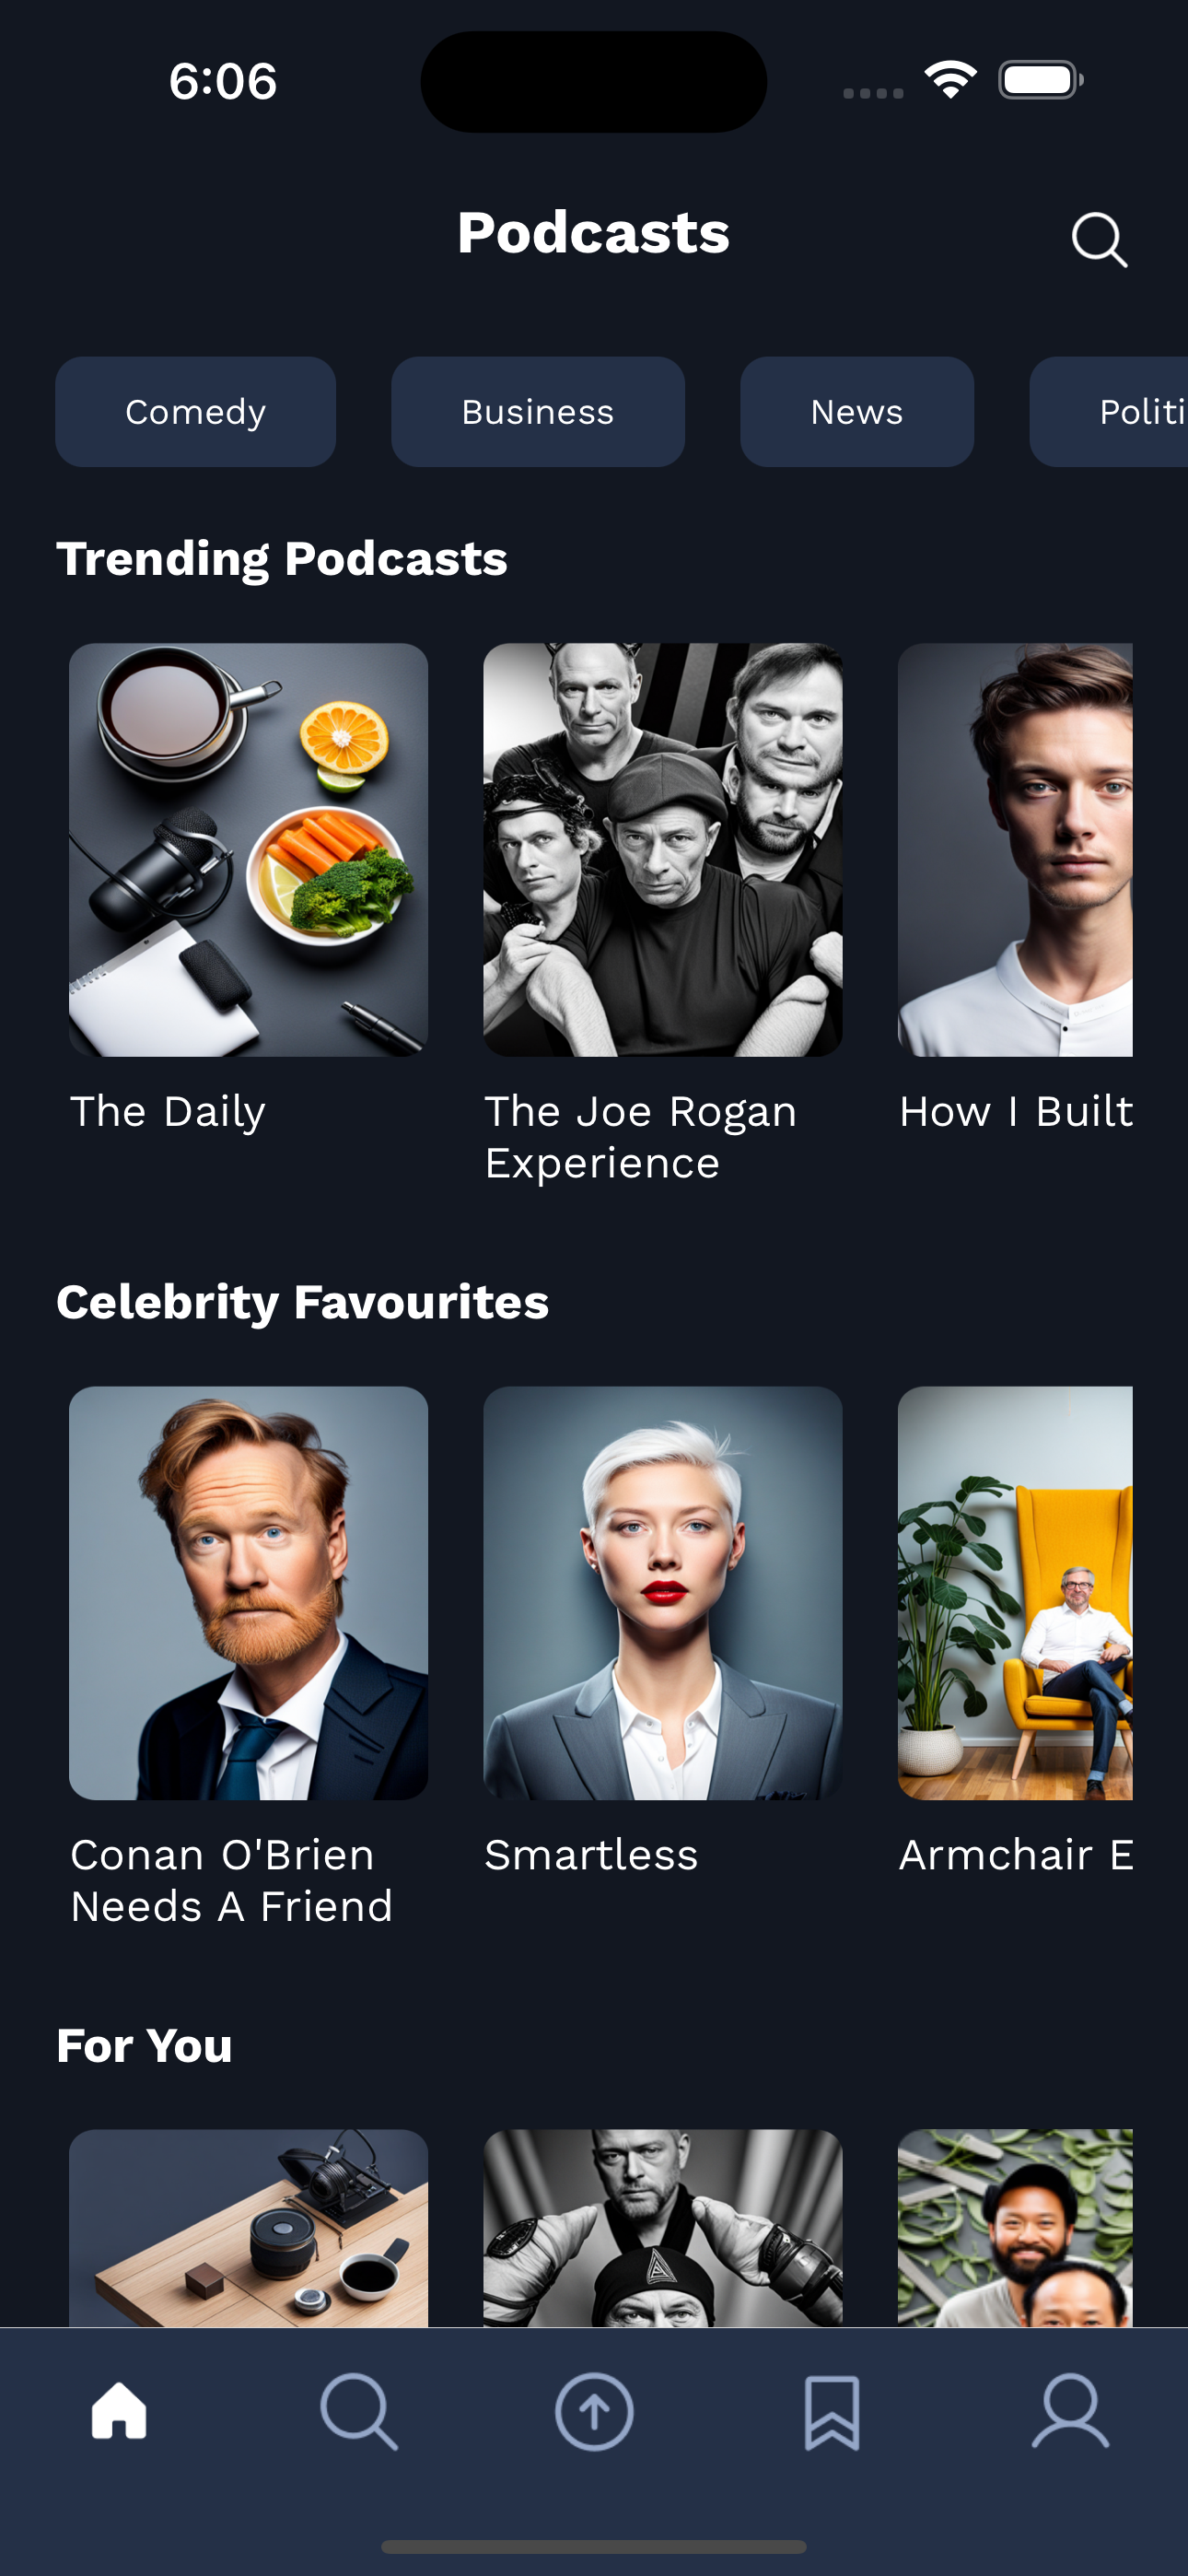 6:06
Podcasts
Comedy
Business
News
Politi
Trending Podcasts
The Daily
The Joe Rogan
Experience
How I Built
Celebrity Favourites
Conan O'Brien
Needs A Friend
Smartless
Armchair E
For You